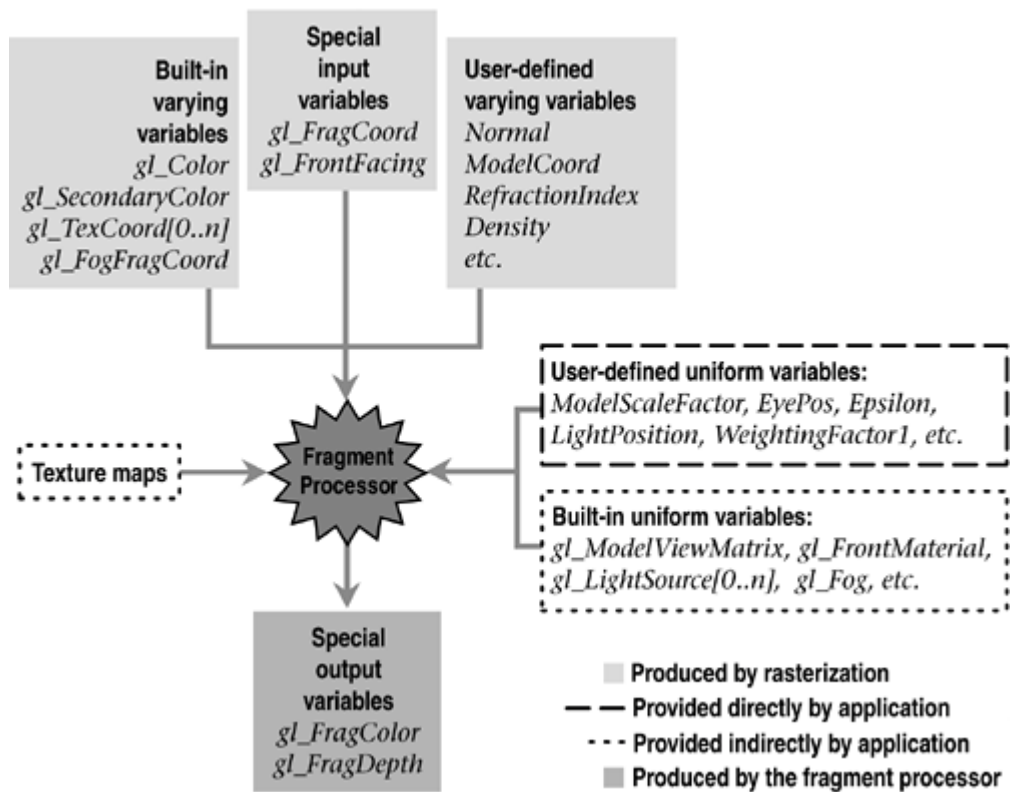 Built-in
varying
variables
gl_Color
gl_SecondaryColor
gl_TexCoord[0..n]
gl_FogFragCoord
Special
input
variables
gl_FragCoord
gl_FrontFacing
User-defined
varying variables
Normal
ModelCoord
RefractionIndex
Density
etc.
Texture maps
Fragment
Processor
User-defined uniform variables:
ModelScaleFactor, EyePos, Epsilon,
LightPosition, WeightingFactor1, etc.
Built-in uniform variables:
gl_ModelViewMatrix, gl_FrontMaterial,
gl_LightSource[0..n], gl_Fog, etc.
Special
output
variables
gl_FragColor
gl_FragDepth
Produced by rasterization
Provided directly by application
Provided indirectly by application
Produced by the fragment processor